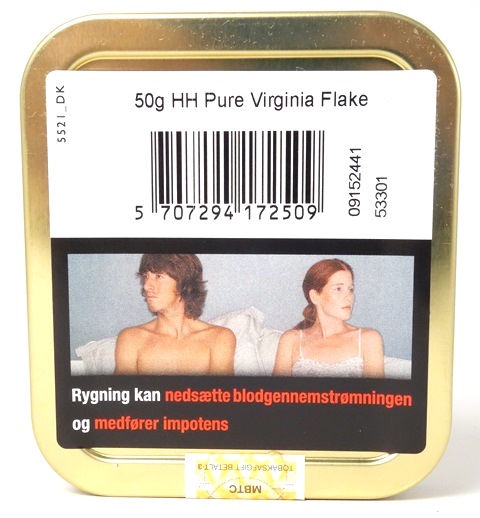 5521_DK
50g HH Pure Virginia Flake
5 707294 172509
09152441
53301
Rygning kan nedsætte blodgennemstrømningen
og medfører impotens
TOBAKSAFGIFT BETALT 3
MBTC